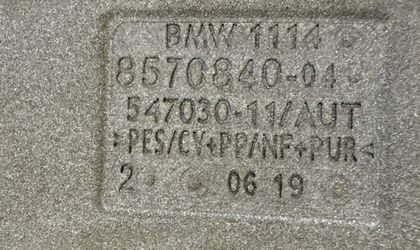 BMW 1114
8570840-04
547030-11/AUT
>PES/CV+PP/NF+PUR<
2 06 19